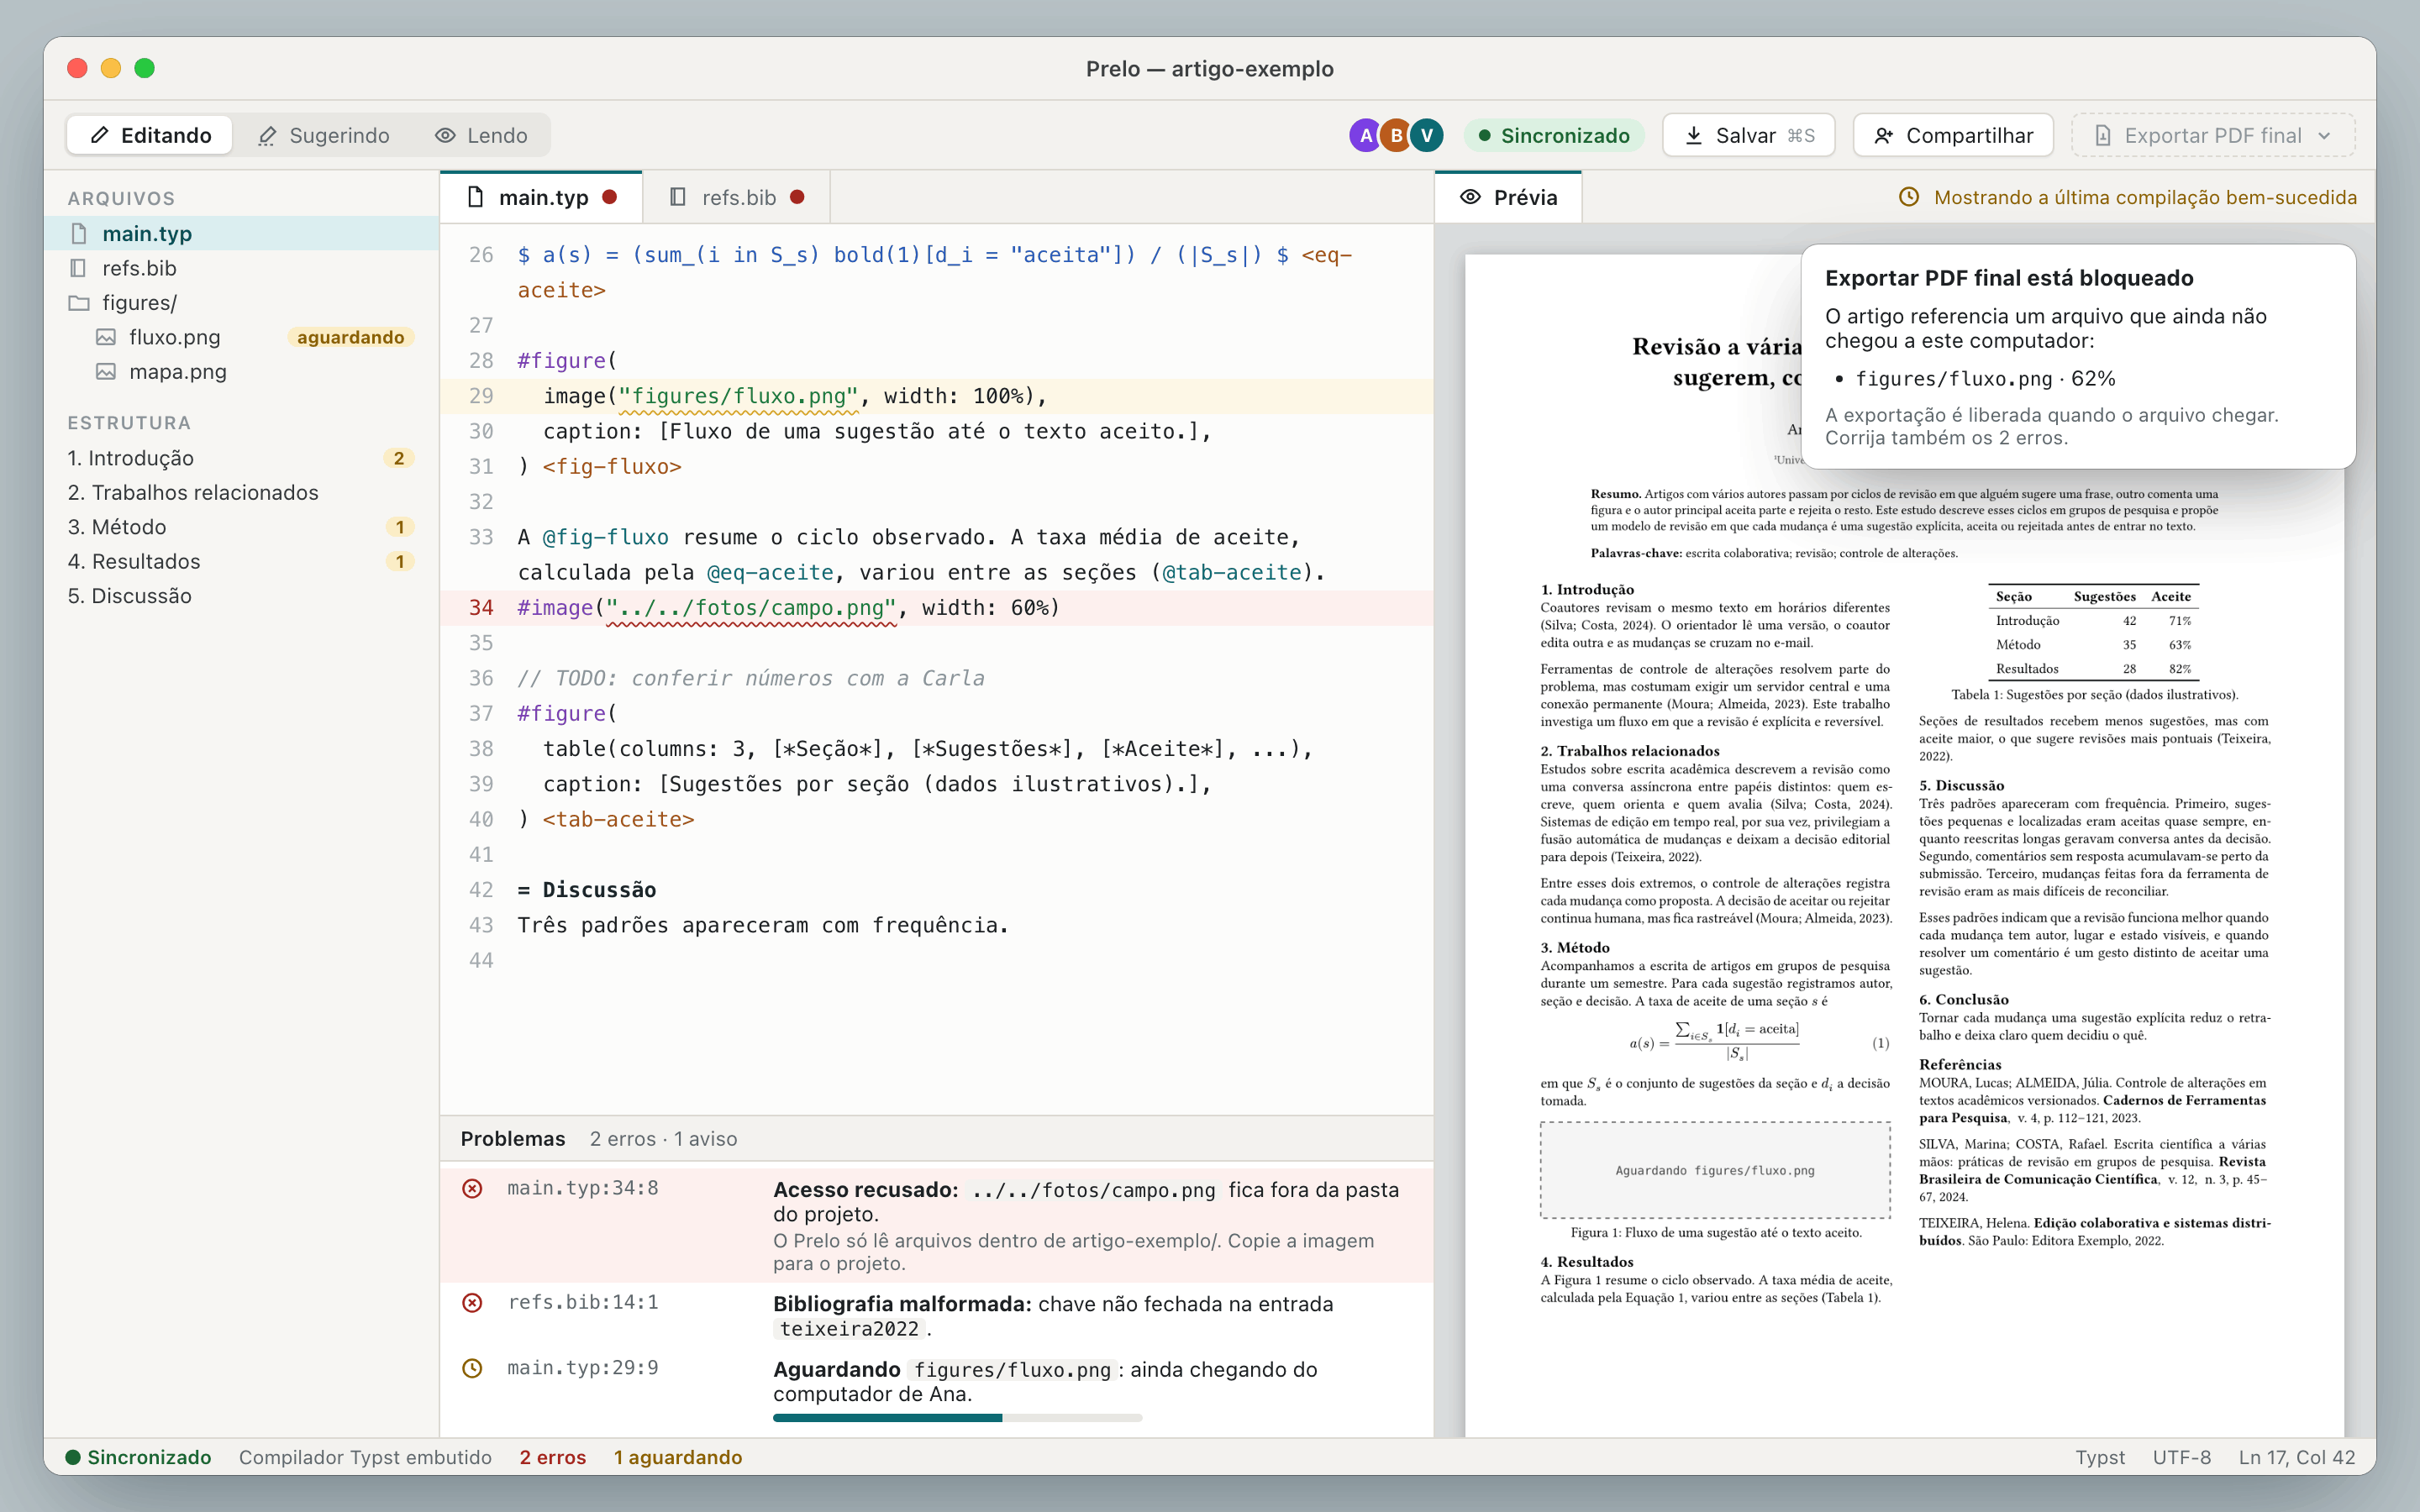 Prelo — artigo-exemplo
Editando
Sugerindo
Lendo
A
B
V
Sincronizado
Salvar ⌘S
Compartilhar
Exportar PDF final
ARQUIVOS
main.typ
refs.bib
figures/
fluxo.png aguardando
mapa.png
ESTRUTURA
1. Introdução 2
2. Trabalhos relacionados
3. Método 1
4. Resultados 1
5. Discussão
main.typ
refs.bib
26 $ a(s) = (sum_(i in S_s) bold(1)[d_i = "aceita"]) / (|S_s|) $ <eq-
aceite>
27
28 #figure(
29 image("figures/fluxo.png", width: 100%),
30 caption: [Fluxo de uma sugestão até o texto aceito.],
31 ) <fig-fluxo>
32
33 A @fig-fluxo resume o ciclo observado. A taxa média de aceite,
calculada pela @eq-aceite, variou entre as seções (@tab-aceite).
34 #image("../../fotos/campo.png", width: 60%)
35
36 // TODO: conferir números com a Carla
37 #figure(
38 table(columns: 3, [*Seção*], [*Sugestões*], [*Aceite*], ...),
39 caption: [Sugestões por seção (dados ilustrativos).],
40 ) <tab-aceite>
41
42 = Discussão
43 Três padrões apareceram com frequência.
44
Problemas 2 erros · 1 aviso
main.typ:34:8 Acesso recusado: ../../fotos/campo.png fica fora da pasta
do projeto.
O Prelo só lê arquivos dentro de artigo-exemplo/. Copie a imagem
para o projeto.
refs.bib:14:1 Bibliografia malformada: chave não fechada na entrada
teixeira2022.
main.typ:29:9 Aguardando figures/fluxo.png: ainda chegando do
computador de Ana.
Prévia
Mostrando a última compilação bem-sucedida
Exportar PDF final está bloqueado
O artigo referencia um arquivo que ainda não
chegou a este computador:
• figures/fluxo.png · 62%
A exportação é liberada quando o arquivo chegar.
Corrija também os 2 erros.
Revisão a vária
sugerem, co
Resumo. Artigos com vários autores passam por ciclos de revisão em que alguém sugere uma frase, outro comenta uma
figura e o autor principal aceita parte e rejeita o resto. Este estudo descreve esses ciclos em grupos de pesquisa e propõe
um modelo de revisão em que cada mudança é uma sugestão explícita, aceita ou rejeitada antes de entrar no texto.
Palavras-chave: escrita colaborativa; revisão; controle de alterações.
1. Introdução
Coautores revisam o mesmo texto em horários diferentes
(Silva; Costa, 2024). O orientador lê uma versão, o coautor
edita outra e as mudanças se cruzam no e-mail.
Ferramentas de controle de alterações resolvem parte do
problema, mas costumam exigir um servidor central e uma
conexão permanente (Moura; Almeida, 2023). Este trabalho
investiga um fluxo em que a revisão é explícita e reversível.
2. Trabalhos relacionados
Estudos sobre escrita acadêmica descrevem a revisão como
uma conversa assíncrona entre papéis distintos: quem es-
creve, quem orienta e quem avalia (Silva; Costa, 2024).
Sistemas de edição em tempo real, por sua vez, privilegiam a
fusão automática de mudanças e deixam a decisão editorial
para depois (Teixeira, 2022).
Entre esses dois extremos, o controle de alterações registra
cada mudança como proposta. A decisão de aceitar ou rejeitar
continua humana, mas fica rastreável (Moura; Almeida, 2023).
3. Método
Acompanhamos a escrita de artigos em grupos de pesquisa
durante um semestre. Para cada sugestão registramos autor,
seção e decisão. A taxa de aceite de uma seção s é
a(s) = ∑i∈Ss 1[di = aceita] / |Ss| (1)
em que Ss é o conjunto de sugestões da seção e di a decisão
tomada.
Aguardando figures/fluxo.png
Figura 1: Fluxo de uma sugestão até o texto aceito.
4. Resultados
A Figura 1 resume o ciclo observado. A taxa média de aceite,
calculada pela Equação 1, variou entre as seções (Tabela 1).
Seção Sugestões Aceite
Introdução 42 71%
Método 35 63%
Resultados 28 82%
Tabela 1: Sugestões por seção (dados ilustrativos).
Seções de resultados recebem menos sugestões, mas com
aceite maior, o que sugere revisões mais pontuais (Teixeira,
2022).
5. Discussão
Três padrões apareceram com frequência. Primeiro, suges-
tões pequenas e localizadas eram aceitas quase sempre, en-
quanto reescritas longas geravam conversa antes da decisão.
Segundo, comentários sem resposta acumulavam-se perto da
submissão. Terceiro, mudanças feitas fora da ferramenta de
revisão eram as mais difíceis de reconciliar.
Esses padrões indicam que a revisão funciona melhor quando
cada mudança tem autor, lugar e estado visíveis, e quando
resolver um comentário é um gesto distinto de aceitar uma
sugestão.
6. Conclusão
Tornar cada mudança uma sugestão explícita reduz o retra-
balho e deixa claro quem decidiu o quê.
Referências
MOURA, Lucas; ALMEIDA, Júlia. Controle de alterações em
textos acadêmicos versionados. Cadernos de Ferramentas
para Pesquisa, v. 4, p. 112–121, 2023.
SILVA, Marina; COSTA, Rafael. Escrita científica a várias
mãos: práticas de revisão em grupos de pesquisa. Revista
Brasileira de Comunicação Científica, v. 12, n. 3, p. 45–
67, 2024.
TEIXEIRA, Helena. Edição colaborativa e sistemas distri-
buídos. São Paulo: Editora Exemplo, 2022.
Sincronizado
Compilador Typst embutido
2 erros
1 aguardando
Typst
UTF-8
Ln 17, Col 42